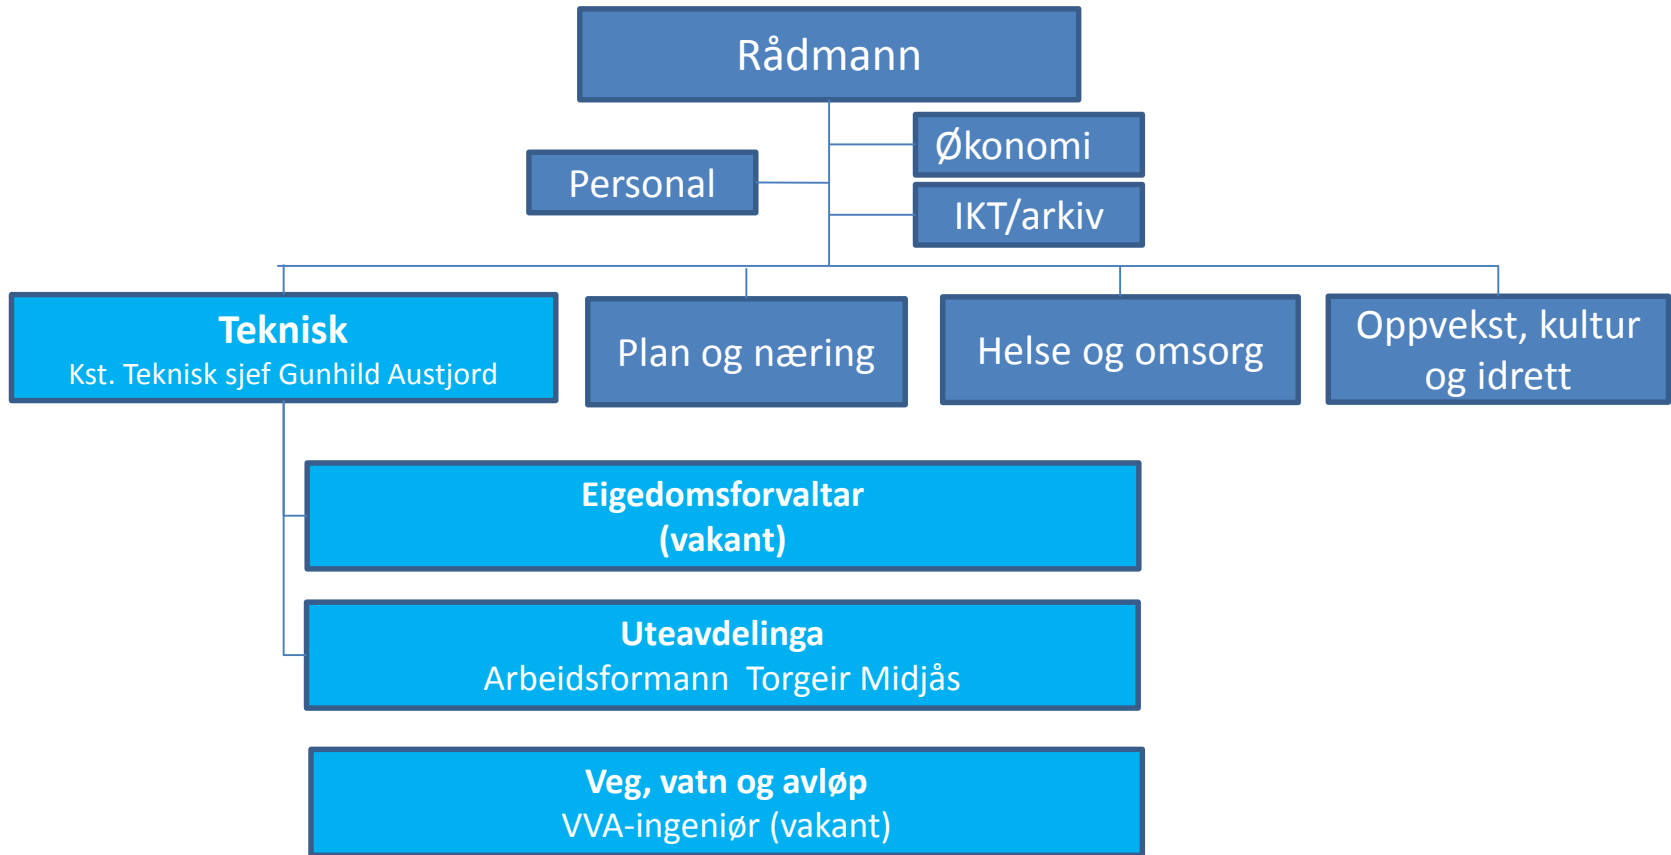 Rådmann
Økonomi
Personal
IKT/arkiv
Teknisk
Kst. Teknisk sjef Gunhild Austjord
Plan og næring
Helse og omsorg
Oppvekst, kultur
og idrett
Eigedomsforvaltar
(vakant)
Uteavdelinga
Arbeidsformann  Torgeir Midjås
Veg, vatn og avløp
VVA-ingeniør (vakant)